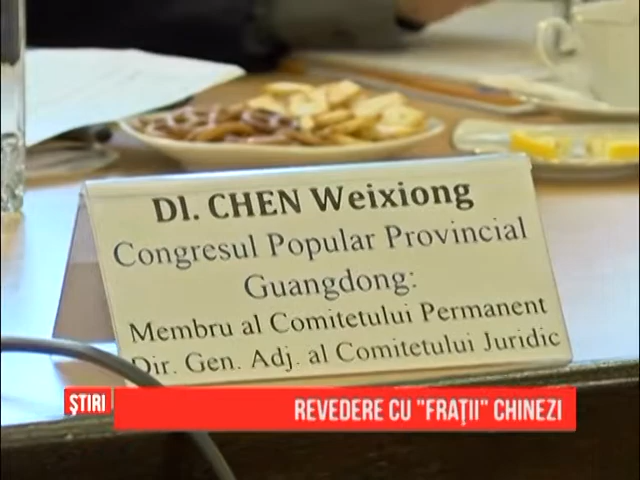 Dl. CHEN Weixiong
Congresul Popular Provincial
Guangdong:
Membru al Comitetului Permanent
Dir. Gen. Adj. al Comitetului Juridic
ŞTIRI
REVEDERE CU "FRAŢII" CHINEZI